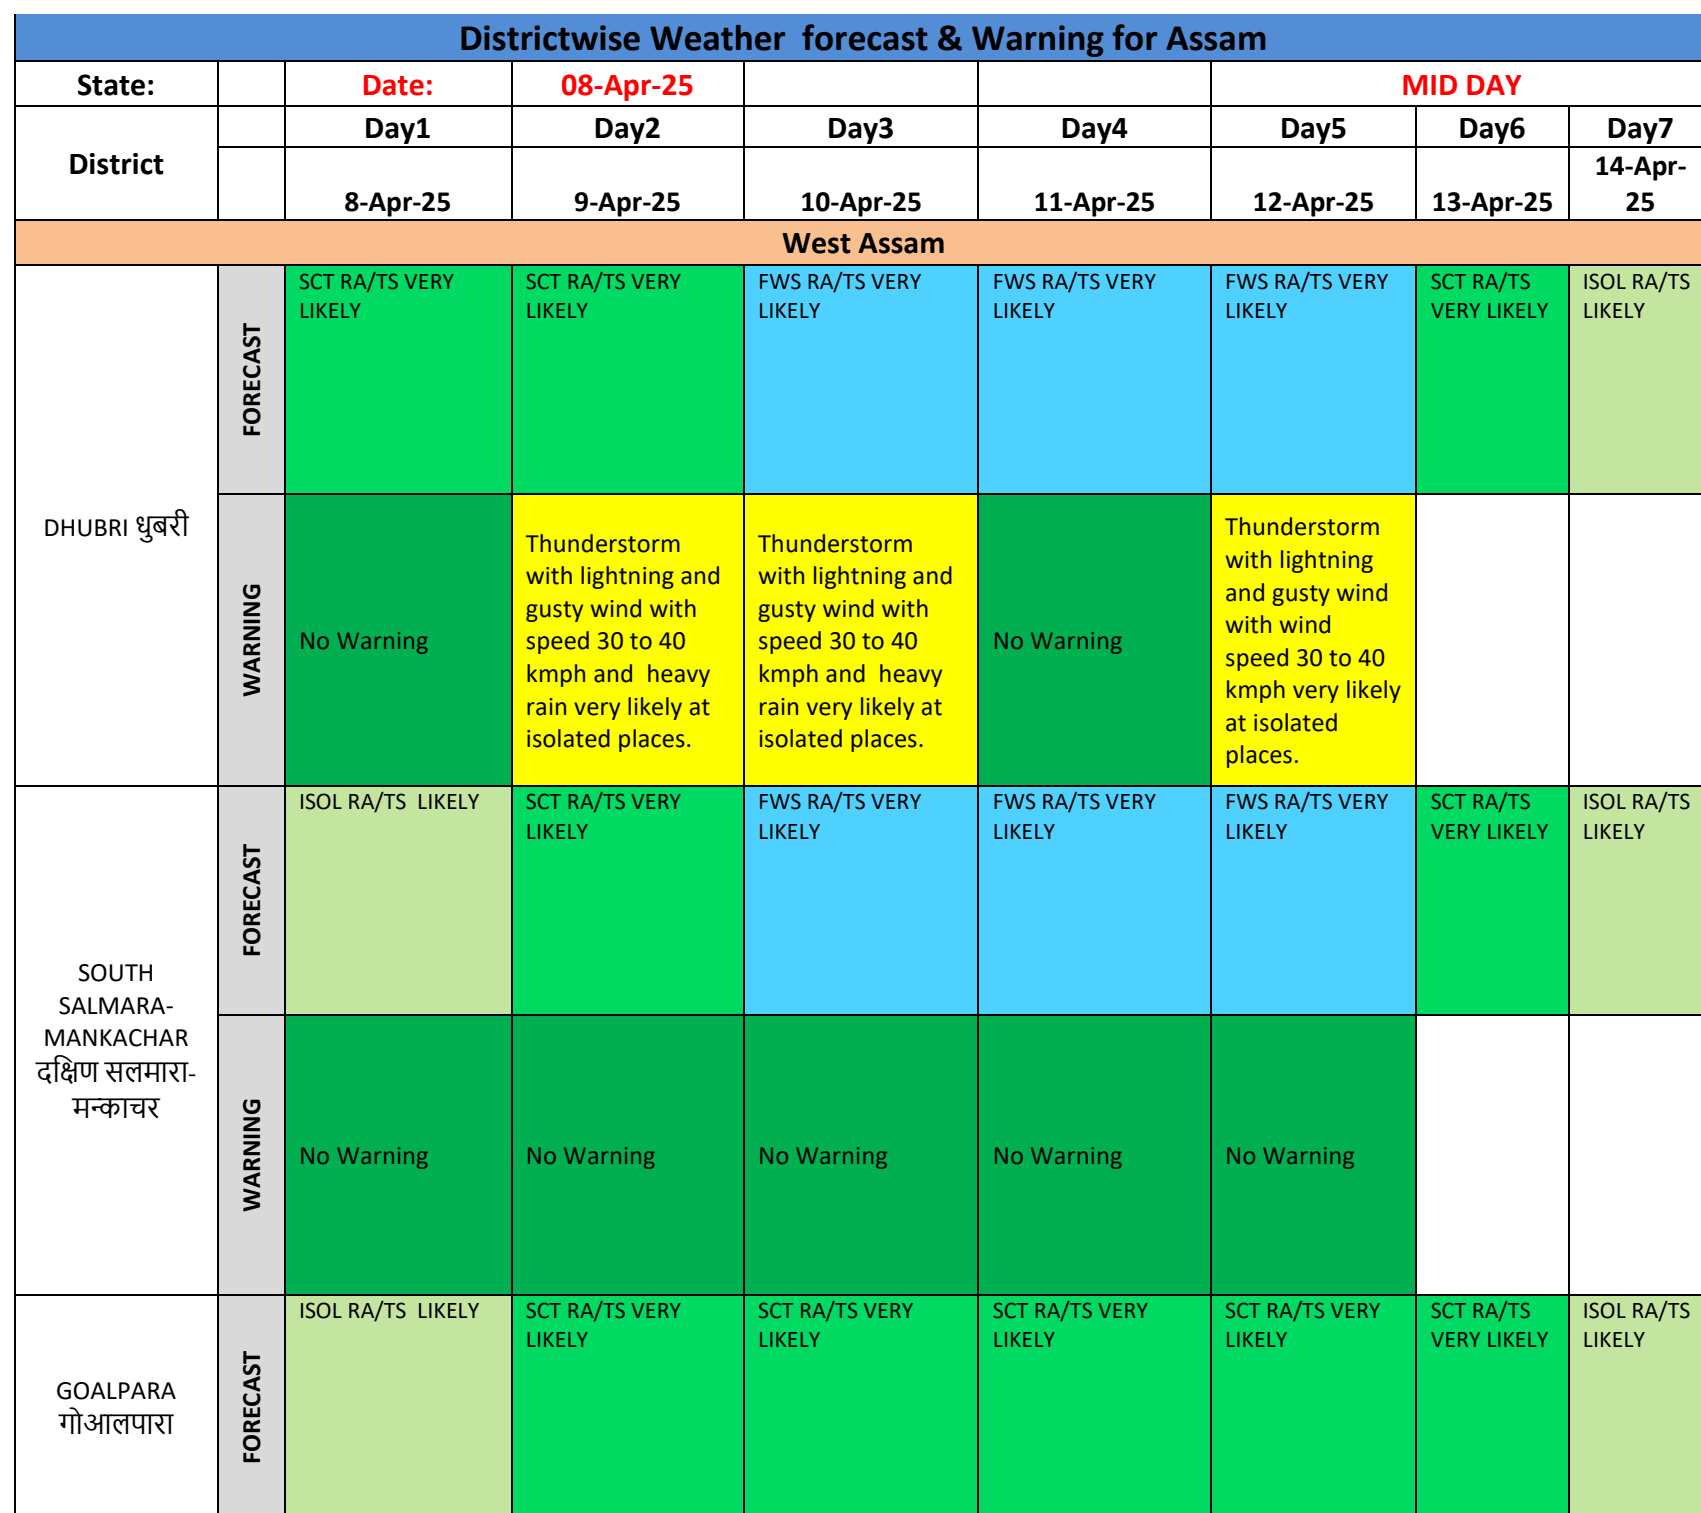 Districtwise Weather  forecast & Warning for Assam
State: Date: 08-Apr-25 MID DAY
District Day1 Day2 Day3 Day4 Day5 Day6 Day7
8-Apr-25 9-Apr-25 10-Apr-25 11-Apr-25 12-Apr-25 13-Apr-25 14-Apr-
25
West Assam
DHUBRI धुबरी
FORECAST
SCT RA/TS VERY
LIKELY
SCT RA/TS VERY
LIKELY
FWS RA/TS VERY
LIKELY
FWS RA/TS VERY
LIKELY
FWS RA/TS VERY
LIKELY
SCT RA/TS
VERY LIKELY
ISOL RA/TS
LIKELY
WARNING
No Warning
Thunderstorm
with lightning and
gusty wind with
speed 30 to 40
kmph and  heavy
rain very likely at
isolated places.
Thunderstorm
with lightning and
gusty wind with
speed 30 to 40
kmph and  heavy
rain very likely at
isolated places.
No Warning
Thunderstorm
with lightning
and gusty wind
with wind
speed 30 to 40
kmph very likely
at isolated
places.
SOUTH
SALMARA-
MANKACHAR
दक्षिण सलमारा-
मन्काचर
FORECAST
ISOL RA/TS  LIKELY
SCT RA/TS VERY
LIKELY
FWS RA/TS VERY
LIKELY
FWS RA/TS VERY
LIKELY
FWS RA/TS VERY
LIKELY
SCT RA/TS
VERY LIKELY
ISOL RA/TS
LIKELY
WARNING
No Warning
No Warning
No Warning
No Warning
No Warning
GOALPARA
गोआलपारा
FORECAST
ISOL RA/TS  LIKELY
SCT RA/TS VERY
LIKELY
SCT RA/TS VERY
LIKELY
SCT RA/TS VERY
LIKELY
SCT RA/TS VERY
LIKELY
SCT RA/TS
VERY LIKELY
ISOL RA/TS
LIKELY